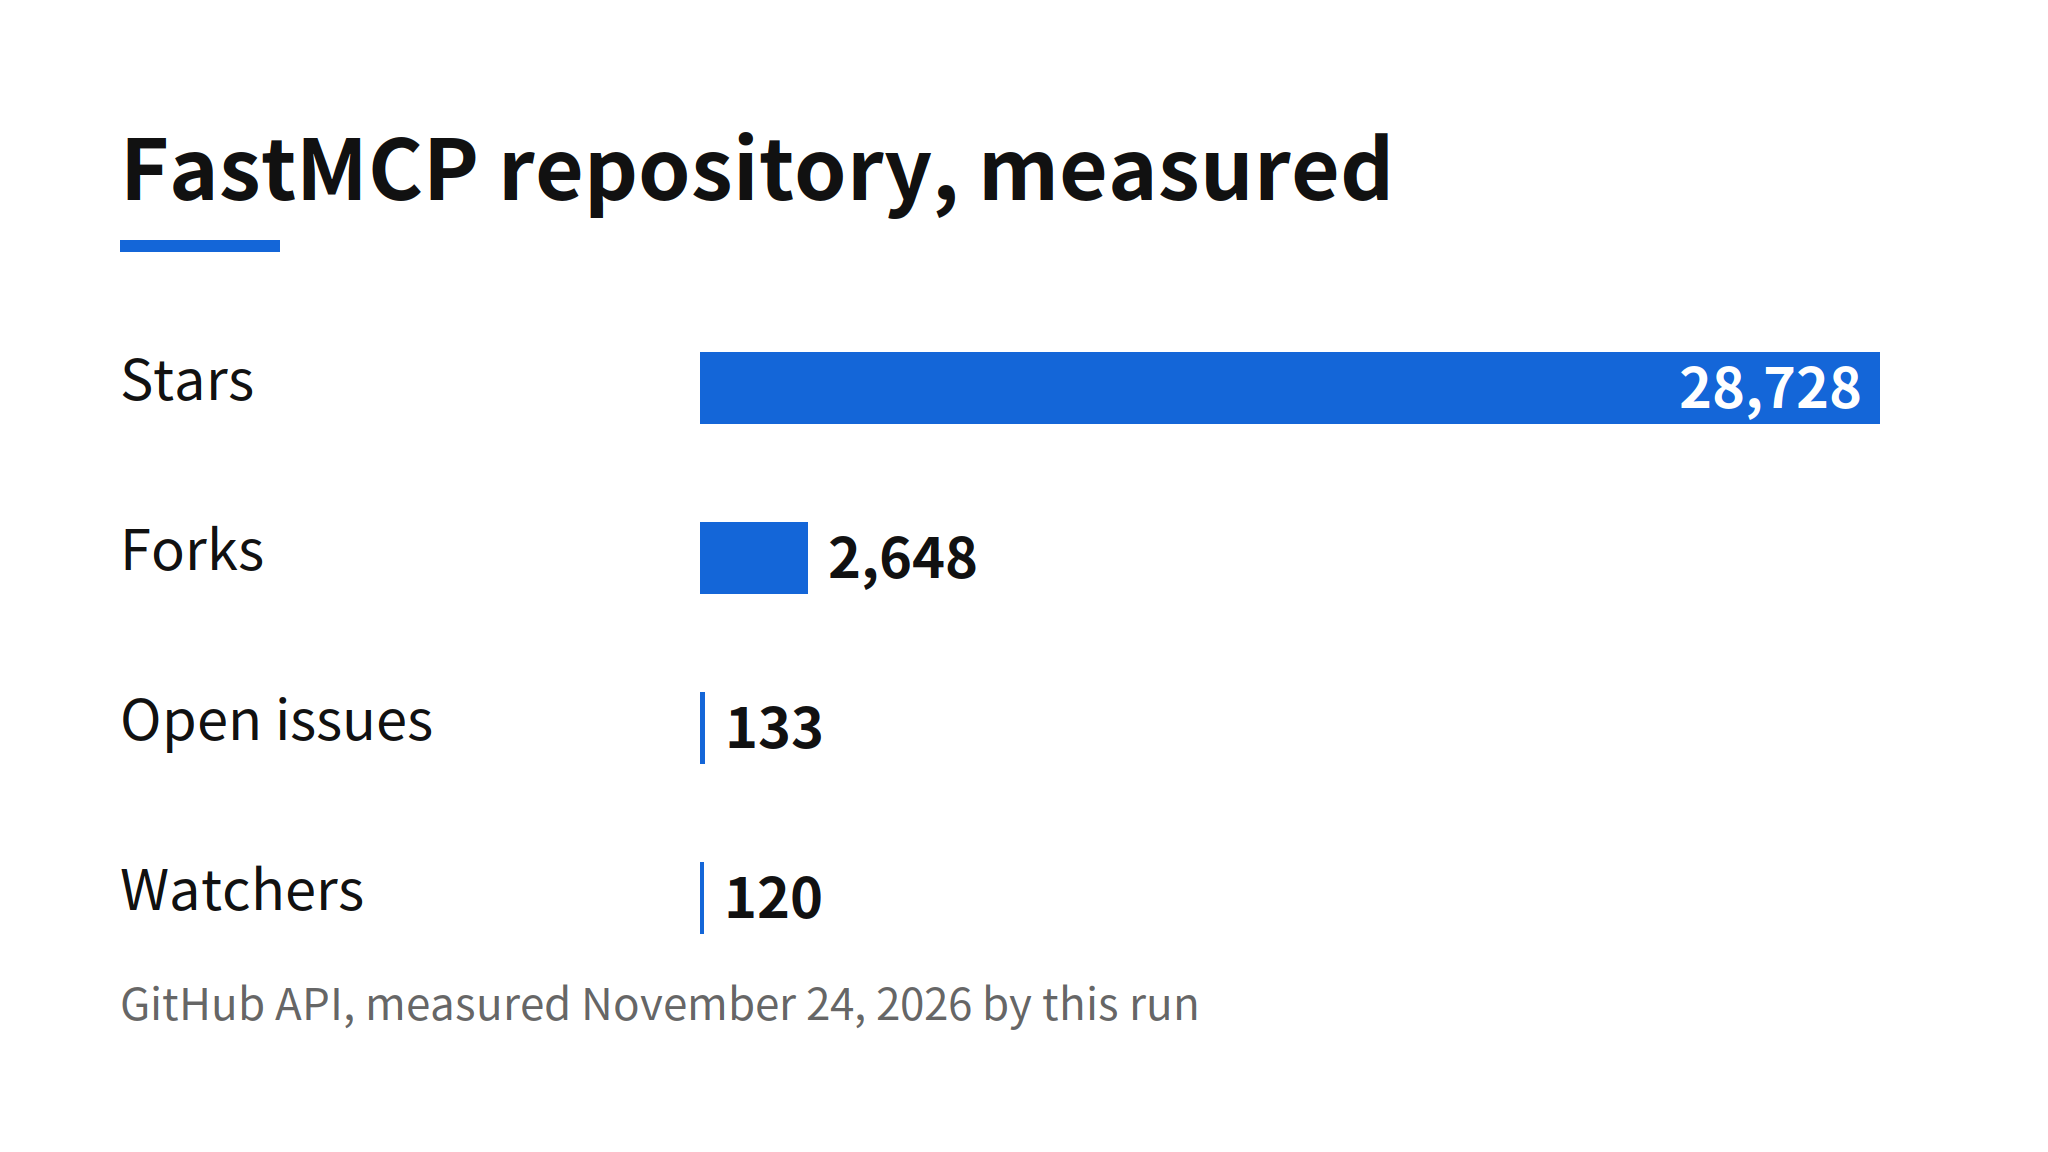 FastMCP repository, measured
Stars 28,728
Forks 2,648
Open issues 133
Watchers 120
GitHub API, measured November 24, 2026 by this run